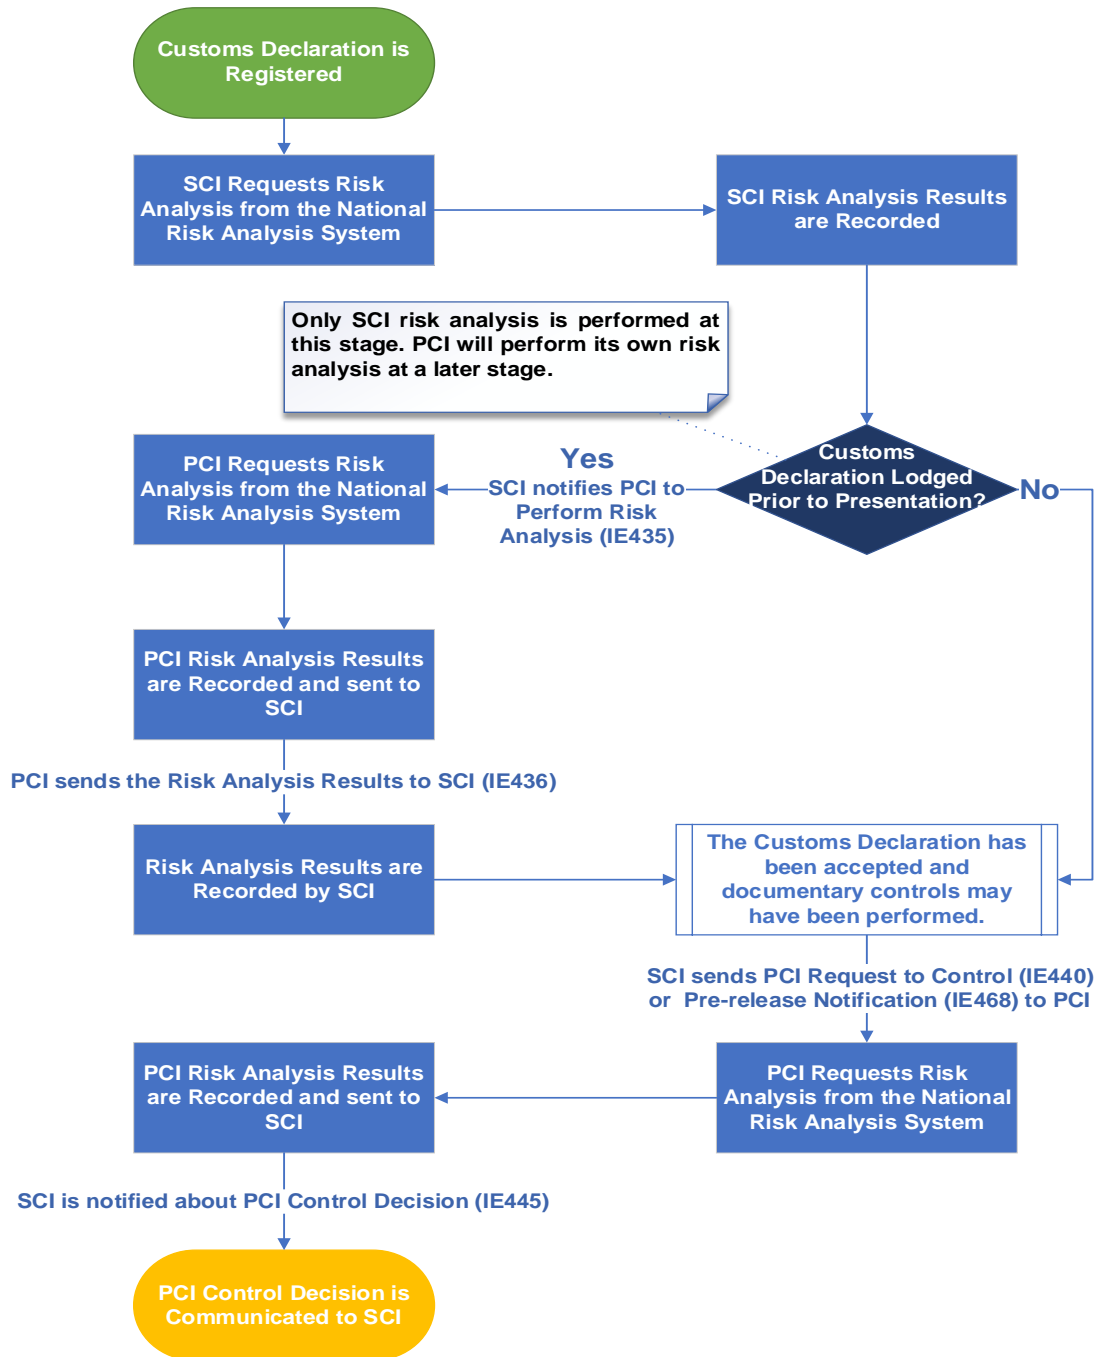 Customs Declaration is
Registered
SCI Requests Risk
Analysis from the National
Risk Analysis System
SCI Risk Analysis Results
are Recorded
Only SCI risk analysis is performed at
this stage. PCI will perform its own risk
analysis at a later stage.
Customs
Declaration Lodged
Prior to Presentation?
Yes
SCI notifies PCI to
Perform Risk
Analysis (IE435)
No
PCI Requests Risk
Analysis from the National
Risk Analysis System
PCI Risk Analysis Results
are Recorded and sent to
SCI
PCI sends the Risk Analysis Results to SCI (IE436)
Risk Analysis Results are
Recorded by SCI
The Customs Declaration has
been accepted and
documentary controls may
have been performed.
SCI sends PCI Request to Control (IE440)
or Pre-release Notification (IE468) to PCI
PCI Requests Risk
Analysis from the National
Risk Analysis System
PCI Risk Analysis Results
are Recorded and sent to
SCI
SCI is notified about PCI Control Decision (IE445)
PCI Control Decision is
Communicated to SCI